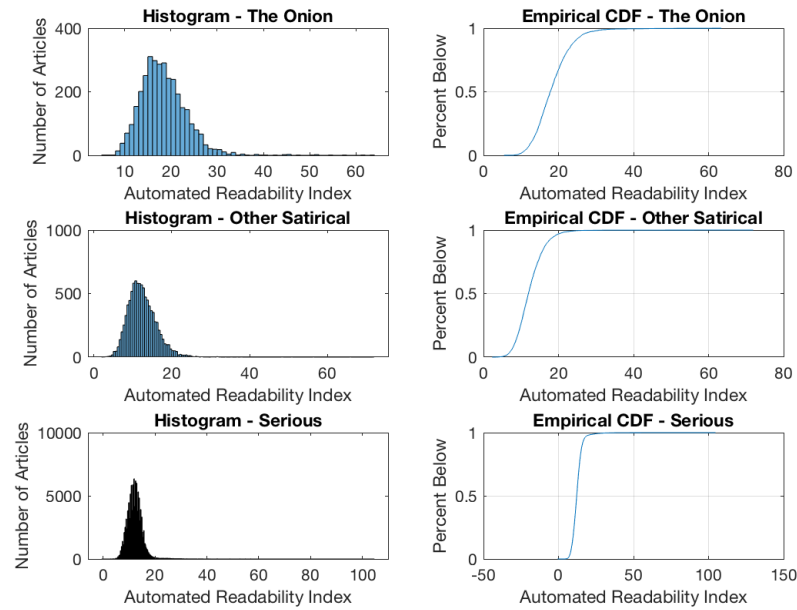 Histogram - The Onion
Number of Articles
400
200
0
10 20 30 40 50 60
Automated Readability Index
Empirical CDF - The Onion
Percent Below
1
0.5
0
0 20 40 60 80
Automated Readability Index
Histogram - Other Satirical
Number of Articles
1000
500
0
0 20 40 60
Automated Readability Index
Empirical CDF - Other Satirical
Percent Below
1
0.5
0
0 20 40 60 80
Automated Readability Index
Histogram - Serious
Number of Articles
10000
5000
0
0 20 40 60 80 100
Automated Readability Index
Empirical CDF - Serious
Percent Below
1
0.5
0
-50 0 50 100 150
Automated Readability Index